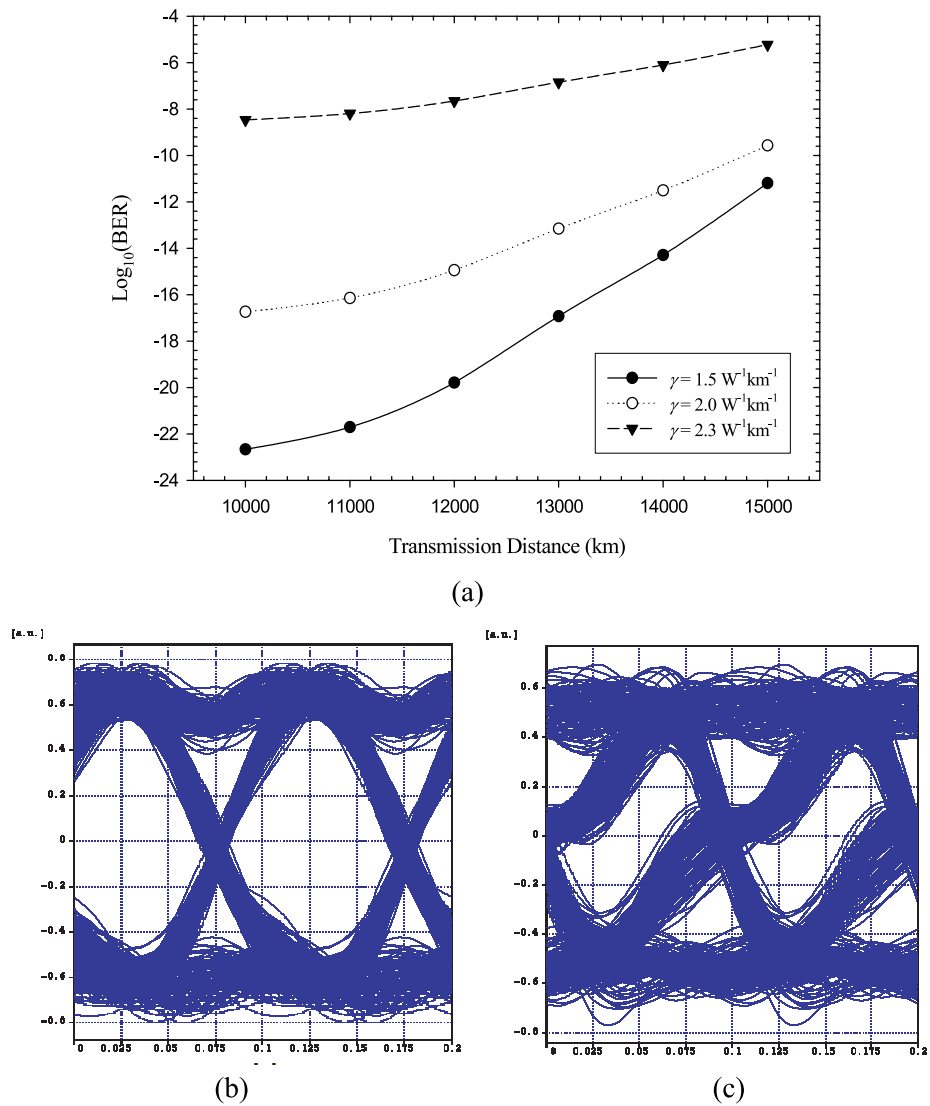 -4
-6
-8
-10
-12
-14
-16
-18
-20
-22
-24
Log10(BER)
γ = 1.5 W-1km-1
γ = 2.0 W-1km-1
γ = 2.3 W-1km-1
10000 11000 12000 13000 14000 15000
Transmission Distance (km)
(a)
[a.u.]
0.8
0.6
0.4
0.2
0
-0.2
-0.4
-0.6
-0.8
0 0.025 0.05 0.075 0.1 0.125 0.15 0.175 0.2
(b)
[a.u.]
0.6
0.4
0.2
0
-0.2
-0.4
-0.6
-0.8
0 0.025 0.05 0.075 0.1 0.125 0.15 0.175 0.2
(c)